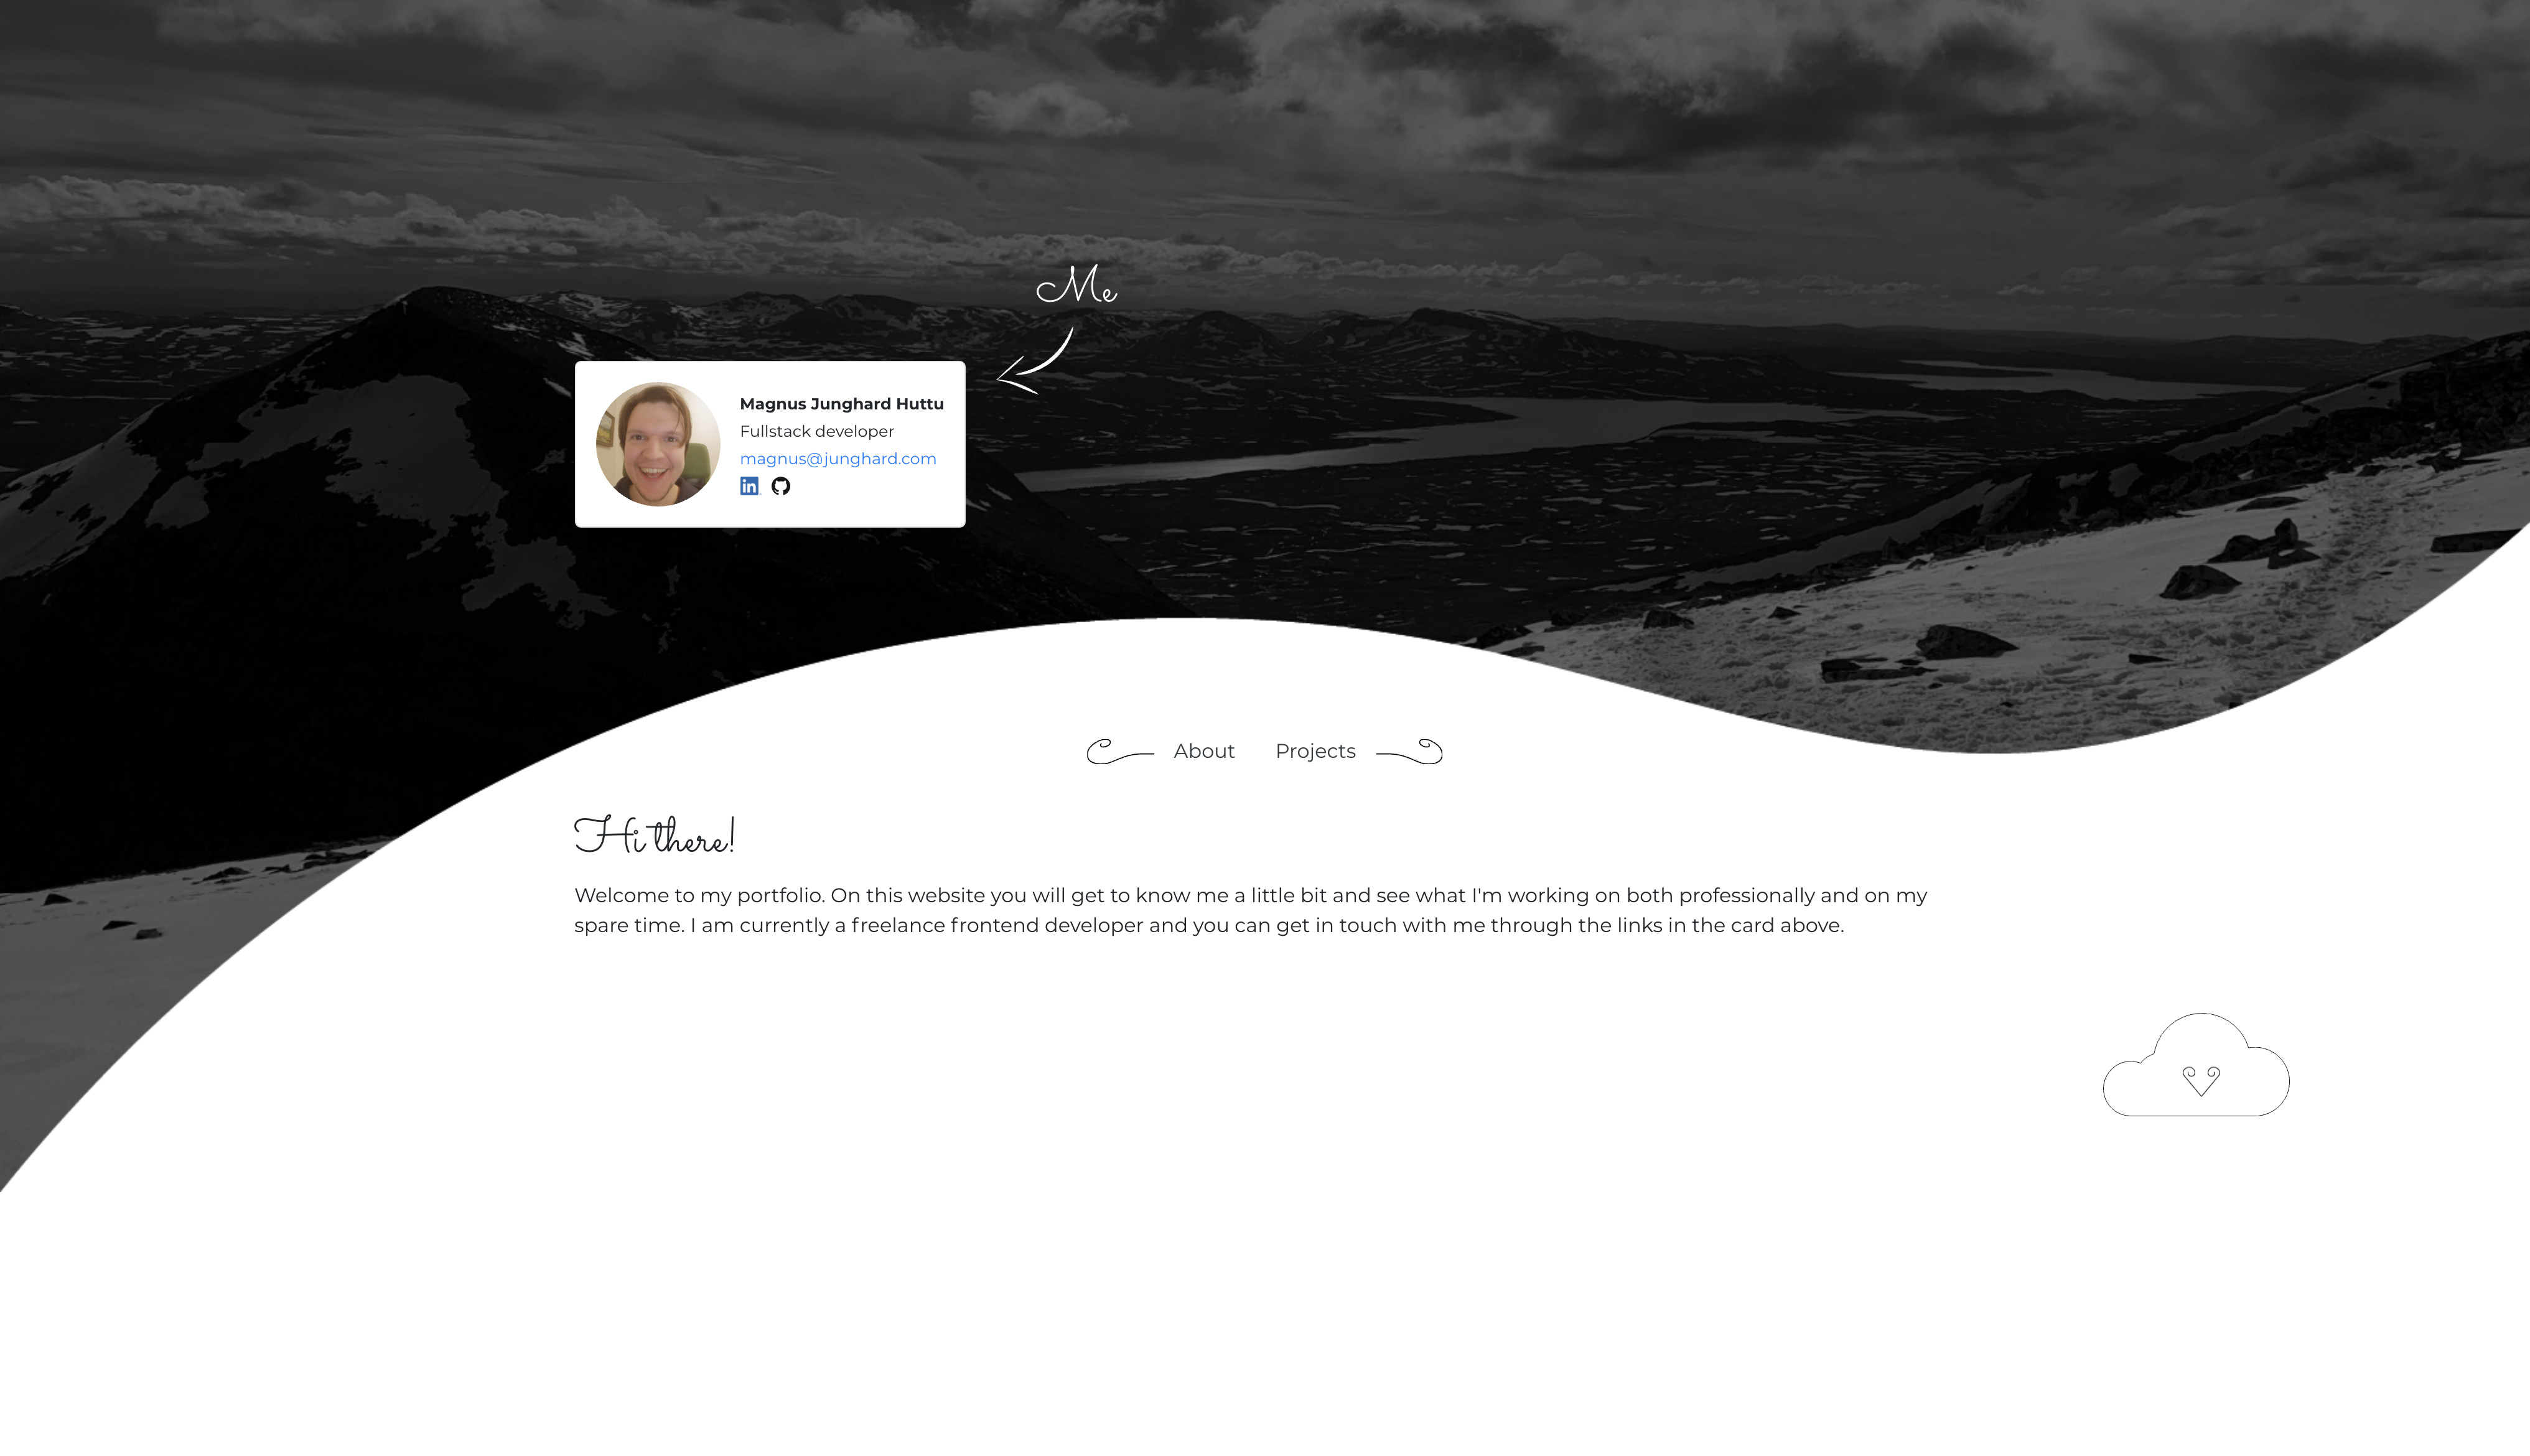 Me
Magnus Junghard Huttu
Fullstack developer
magnus@junghard.com
in
About Projects
Hi there!
Welcome to my portfolio. On this website you will get to know me a little bit and see what I'm working on both professionally and on my
spare time. I am currently a freelance frontend developer and you can get in touch with me through the links in the card above.